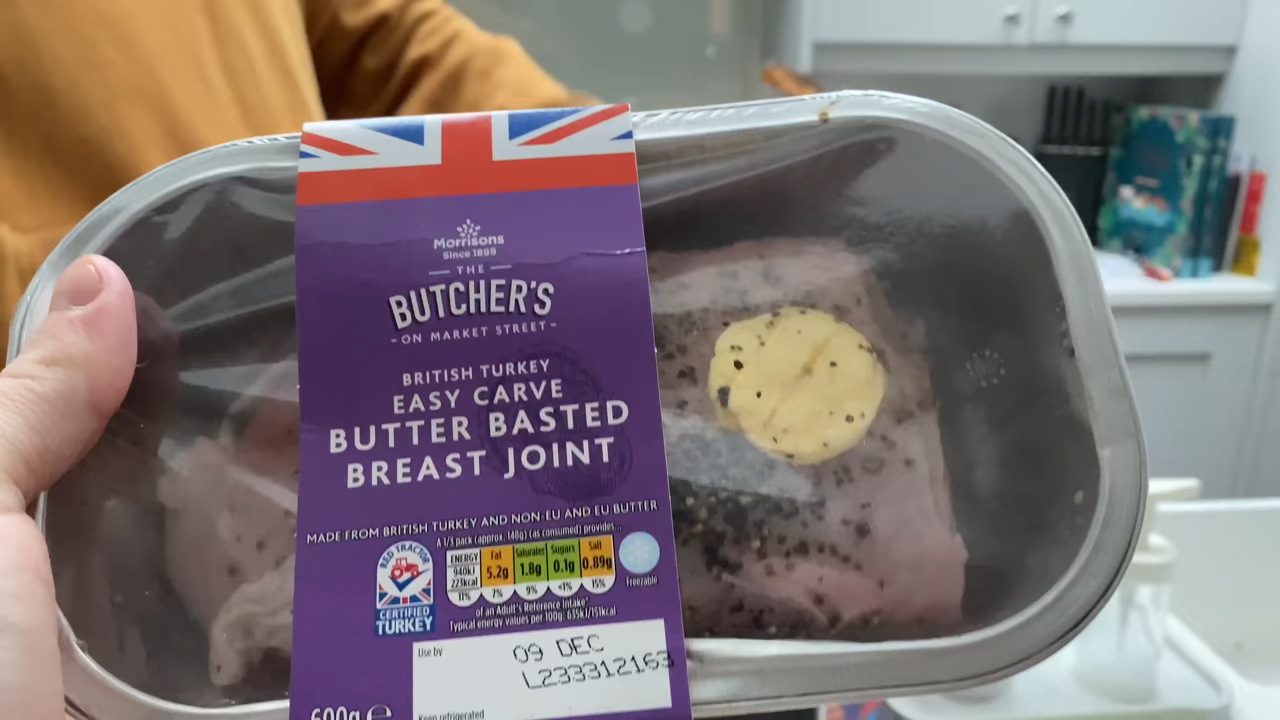 Morrisons
Since 1899
THE
BUTCHER'S
- ON MARKET STREET -
BRITISH TURKEY
EASY CARVE
BUTTER BASTED
BREAST JOINT
MADE FROM BRITISH TURKEY AND NON-EU AND EU BUTTER
A 1/3 pack (approx. 148g) (as consumed) provides...
ENERGY 940kJ 223kcal 11%
Fat 5.2g 7%
Saturates 1.8g 9%
Sugars 0.1g <1%
Salt 0.89g 15%
Freezable
of an Adult's Reference Intake*
Typical energy values per 100g: 635kJ/151kcal
RED TRACTOR
CERTIFIED
TURKEY
Use by
09 DEC
L233312163
Keep refrigerated
600g e